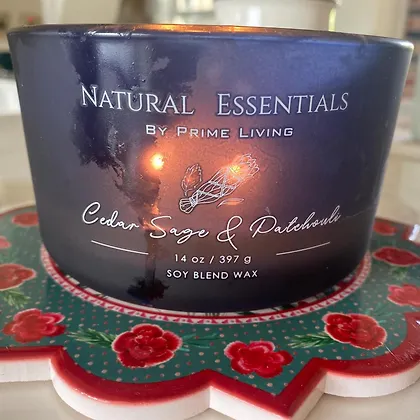 NATURAL ESSENTIALS
BY PRIME LIVING
Cedar Sage & Patchouli
14 oz / 397 g
SOY BLEND WAX